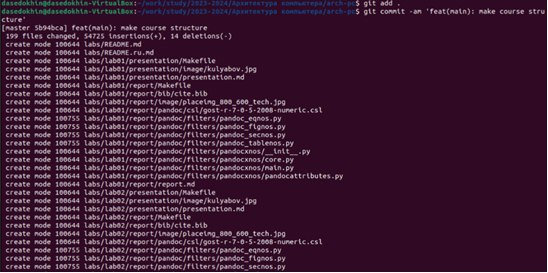 dasedokhin@dasedokhin-VirtualBox:~/work/study/2023-2024/Архитектура компьютера/arch-pc$ git add .
dasedokhin@dasedokhin-VirtualBox:~/work/study/2023-2024/Архитектура компьютера/arch-pc$ git commit -am 'feat(main): make course stru
cture'
[master 5b94bca] feat(main): make course structure
 199 files changed, 54725 insertions(+), 14 deletions(-)
 create mode 100644 labs/README.md
 create mode 100644 labs/README.ru.md
 create mode 100644 labs/lab01/presentation/Makefile
 create mode 100644 labs/lab01/presentation/image/kulyabov.jpg
 create mode 100644 labs/lab01/presentation/presentation.md
 create mode 100644 labs/lab01/report/Makefile
 create mode 100644 labs/lab01/report/bib/cite.bib
 create mode 100644 labs/lab01/report/image/placeimg_800_600_tech.jpg
 create mode 100644 labs/lab01/report/pandoc/csl/gost-r-7-0-5-2008-numeric.csl
 create mode 100755 labs/lab01/report/pandoc/filters/pandoc_eqnos.py
 create mode 100755 labs/lab01/report/pandoc/filters/pandoc_fignos.py
 create mode 100755 labs/lab01/report/pandoc/filters/pandoc_secnos.py
 create mode 100755 labs/lab01/report/pandoc/filters/pandoc_tablenos.py
 create mode 100644 labs/lab01/report/pandoc/filters/pandocxnos/__init__.py
 create mode 100644 labs/lab01/report/pandoc/filters/pandocxnos/core.py
 create mode 100644 labs/lab01/report/pandoc/filters/pandocxnos/main.py
 create mode 100644 labs/lab01/report/pandoc/filters/pandocxnos/pandocattributes.py
 create mode 100644 labs/lab01/report/report.md
 create mode 100644 labs/lab02/presentation/Makefile
 create mode 100644 labs/lab02/presentation/image/kulyabov.jpg
 create mode 100644 labs/lab02/presentation/presentation.md
 create mode 100644 labs/lab02/report/Makefile
 create mode 100644 labs/lab02/report/bib/cite.bib
 create mode 100644 labs/lab02/report/image/placeimg_800_600_tech.jpg
 create mode 100644 labs/lab02/report/pandoc/csl/gost-r-7-0-5-2008-numeric.csl
 create mode 100755 labs/lab02/report/pandoc/filters/pandoc_eqnos.py
 create mode 100755 labs/lab02/report/pandoc/filters/pandoc_fignos.py
 create mode 100755 labs/lab02/report/pandoc/filters/pandoc_secnos.py